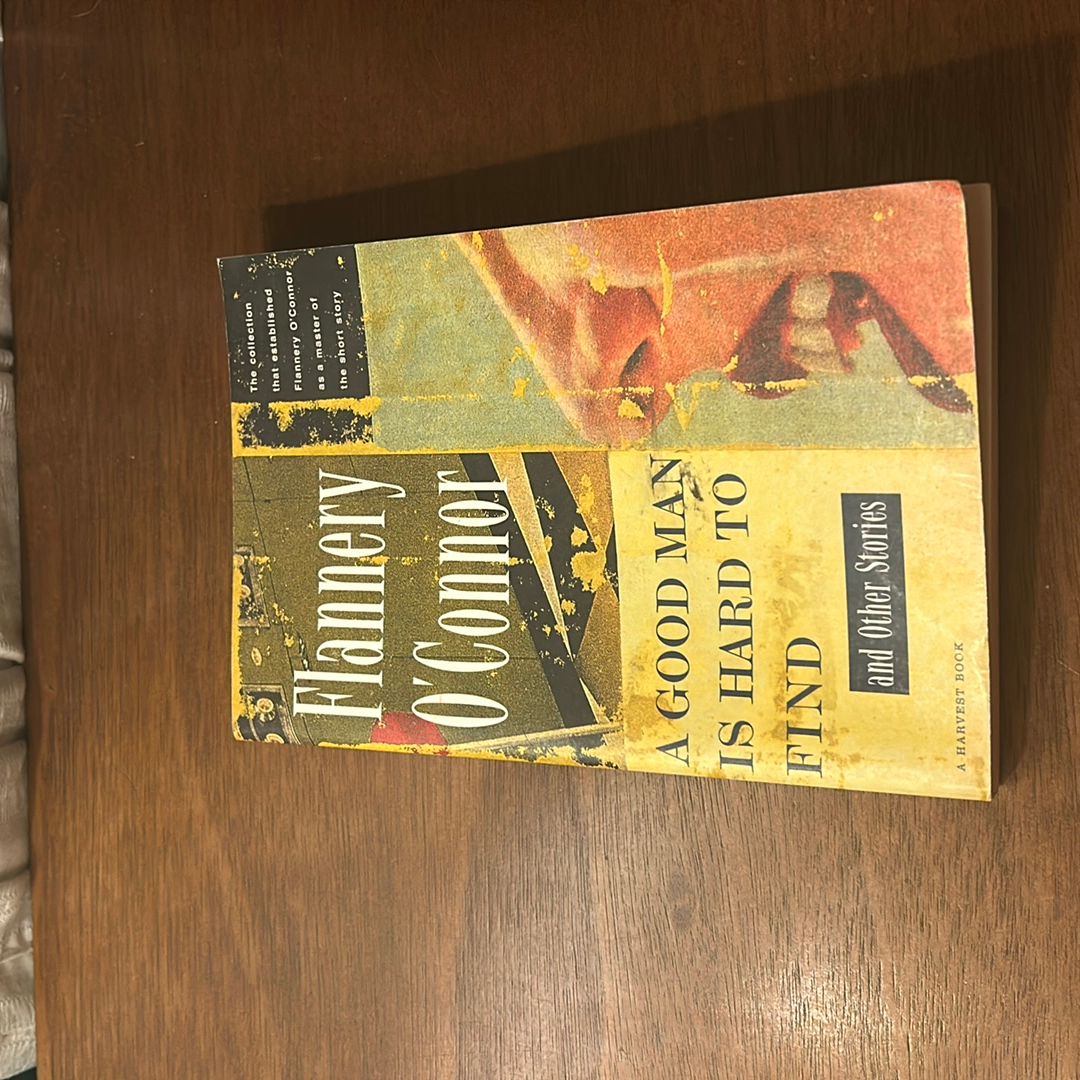 The collection
that established
Flannery O'Connor
as a master of
the short story
Flannery
O'Connor
A GOOD MAN
IS HARD TO
FIND
and Other Stories
A HARVEST BOOK